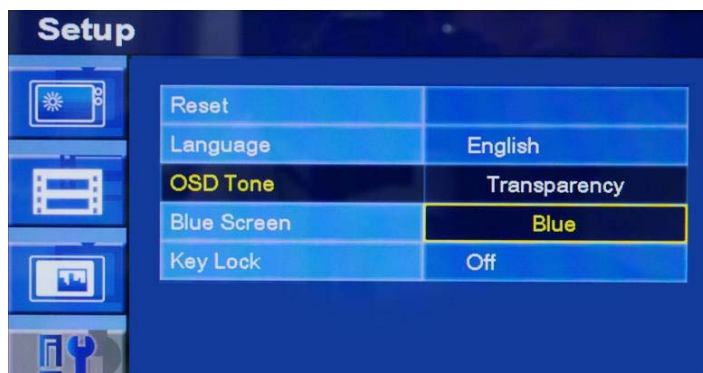 Setup
Reset
Language English
OSD Tone Transparency
Blue Screen Blue
Key Lock Off